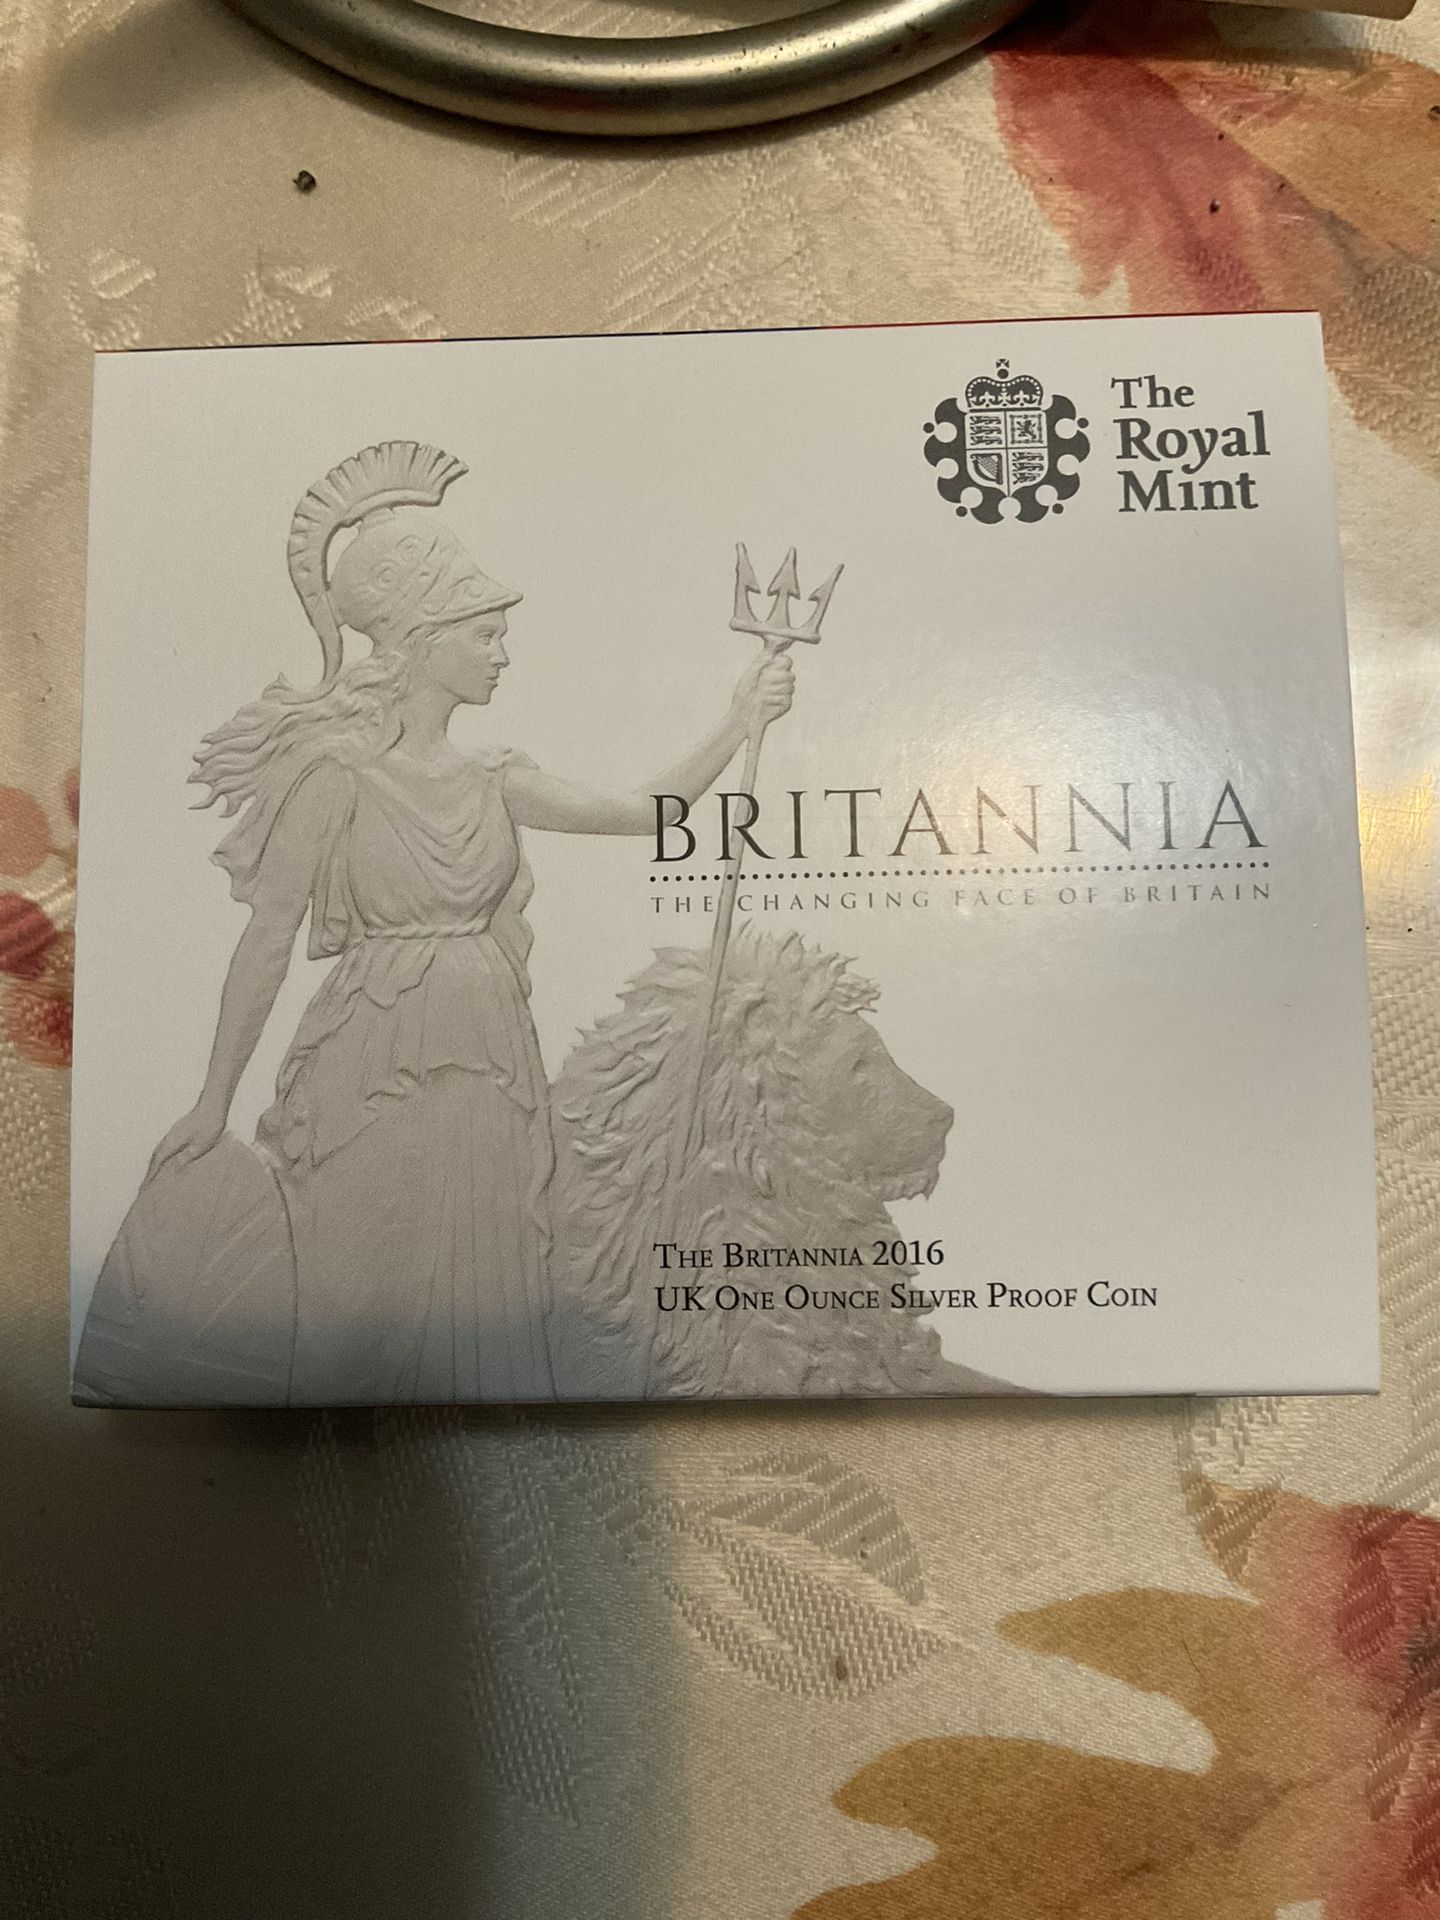 The
Royal
Mint
BRITANNIA
THE CHANGING FACE OF BRITAIN
THE BRITANNIA 2016
UK ONE OUNCE SILVER PROOF COIN